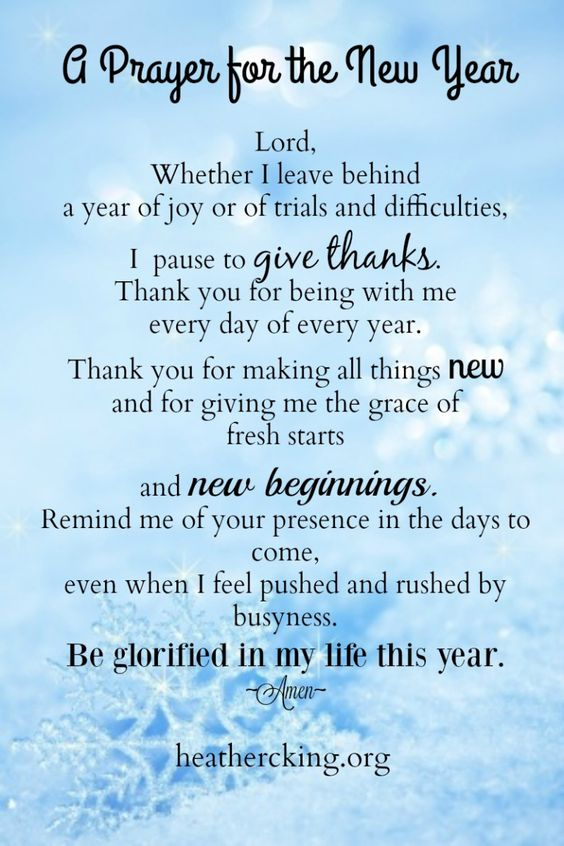 A Prayer for the New Year
Lord,
Whether I leave behind
a year of joy or of trials and difficulties,
I pause to give thanks.
Thank you for being with me
every day of every year.
Thank you for making all things new
and for giving me the grace of
fresh starts
and new beginnings.
Remind me of your presence in the days to
come,
even when I feel pushed and rushed by
busyness.
Be glorified in my life this year.
~Amen~
heathercking.org